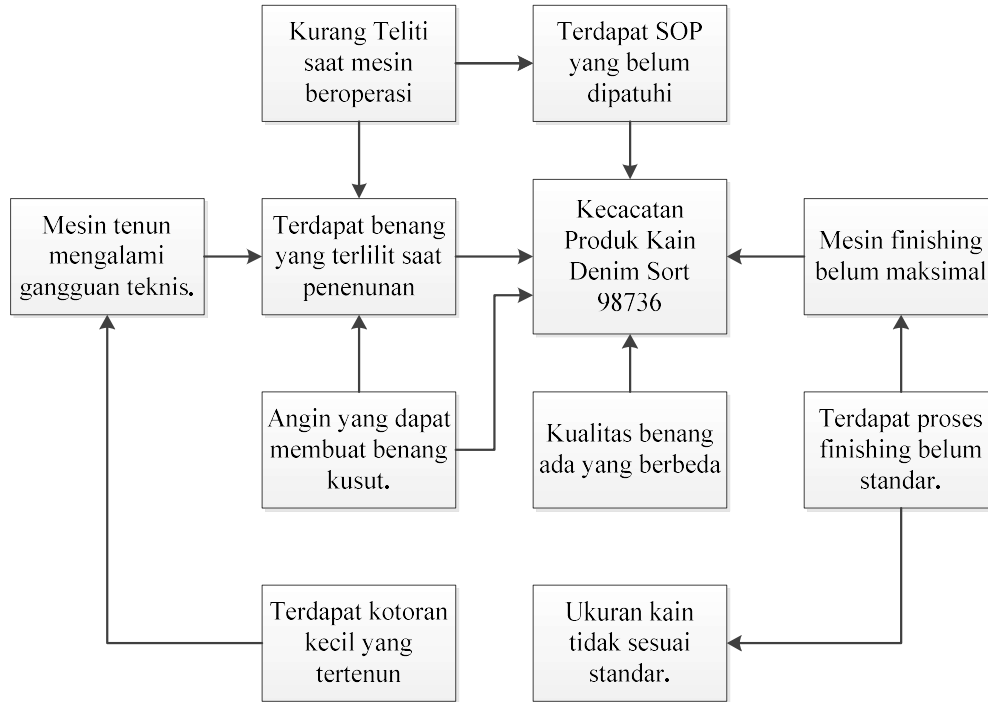 Kurang Teliti
saat mesin
beroperasi
Terdapat SOP
yang belum
dipatuhi
Mesin tenun
mengalami
gangguan teknis.
Terdapat benang
yang terlilit saat
penenunan
Kecacatan
Produk Kain
Denim Sort
98736
Mesin finishing
belum maksimal
Angin yang dapat
membuat benang
kusut.
Kualitas benang
ada yang berbeda
Terdapat proses
finishing belum
standar.
Terdapat kotoran
kecil yang
tertenun
Ukuran kain
tidak sesuai
standar.